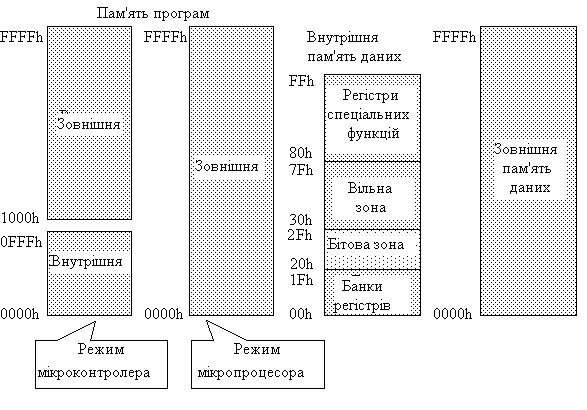 Пам'ять програм
FFFFh
Зовнішня
1000h
0FFFh
Внутрішня
0000h
Режим
мікроконтролера
FFFFh
Зовнішня
0000h
Режим
мікропроцесора
Внутрішня
пам'ять даних
FFh
Регістри
спеціальних
функцій
80h
7Fh
Вільна
зона
30h
2Fh
Бітова зона
20h
1Fh
Банки
регістрів
00h
FFFFh
Зовнішня
пам'ять
даних
0000h